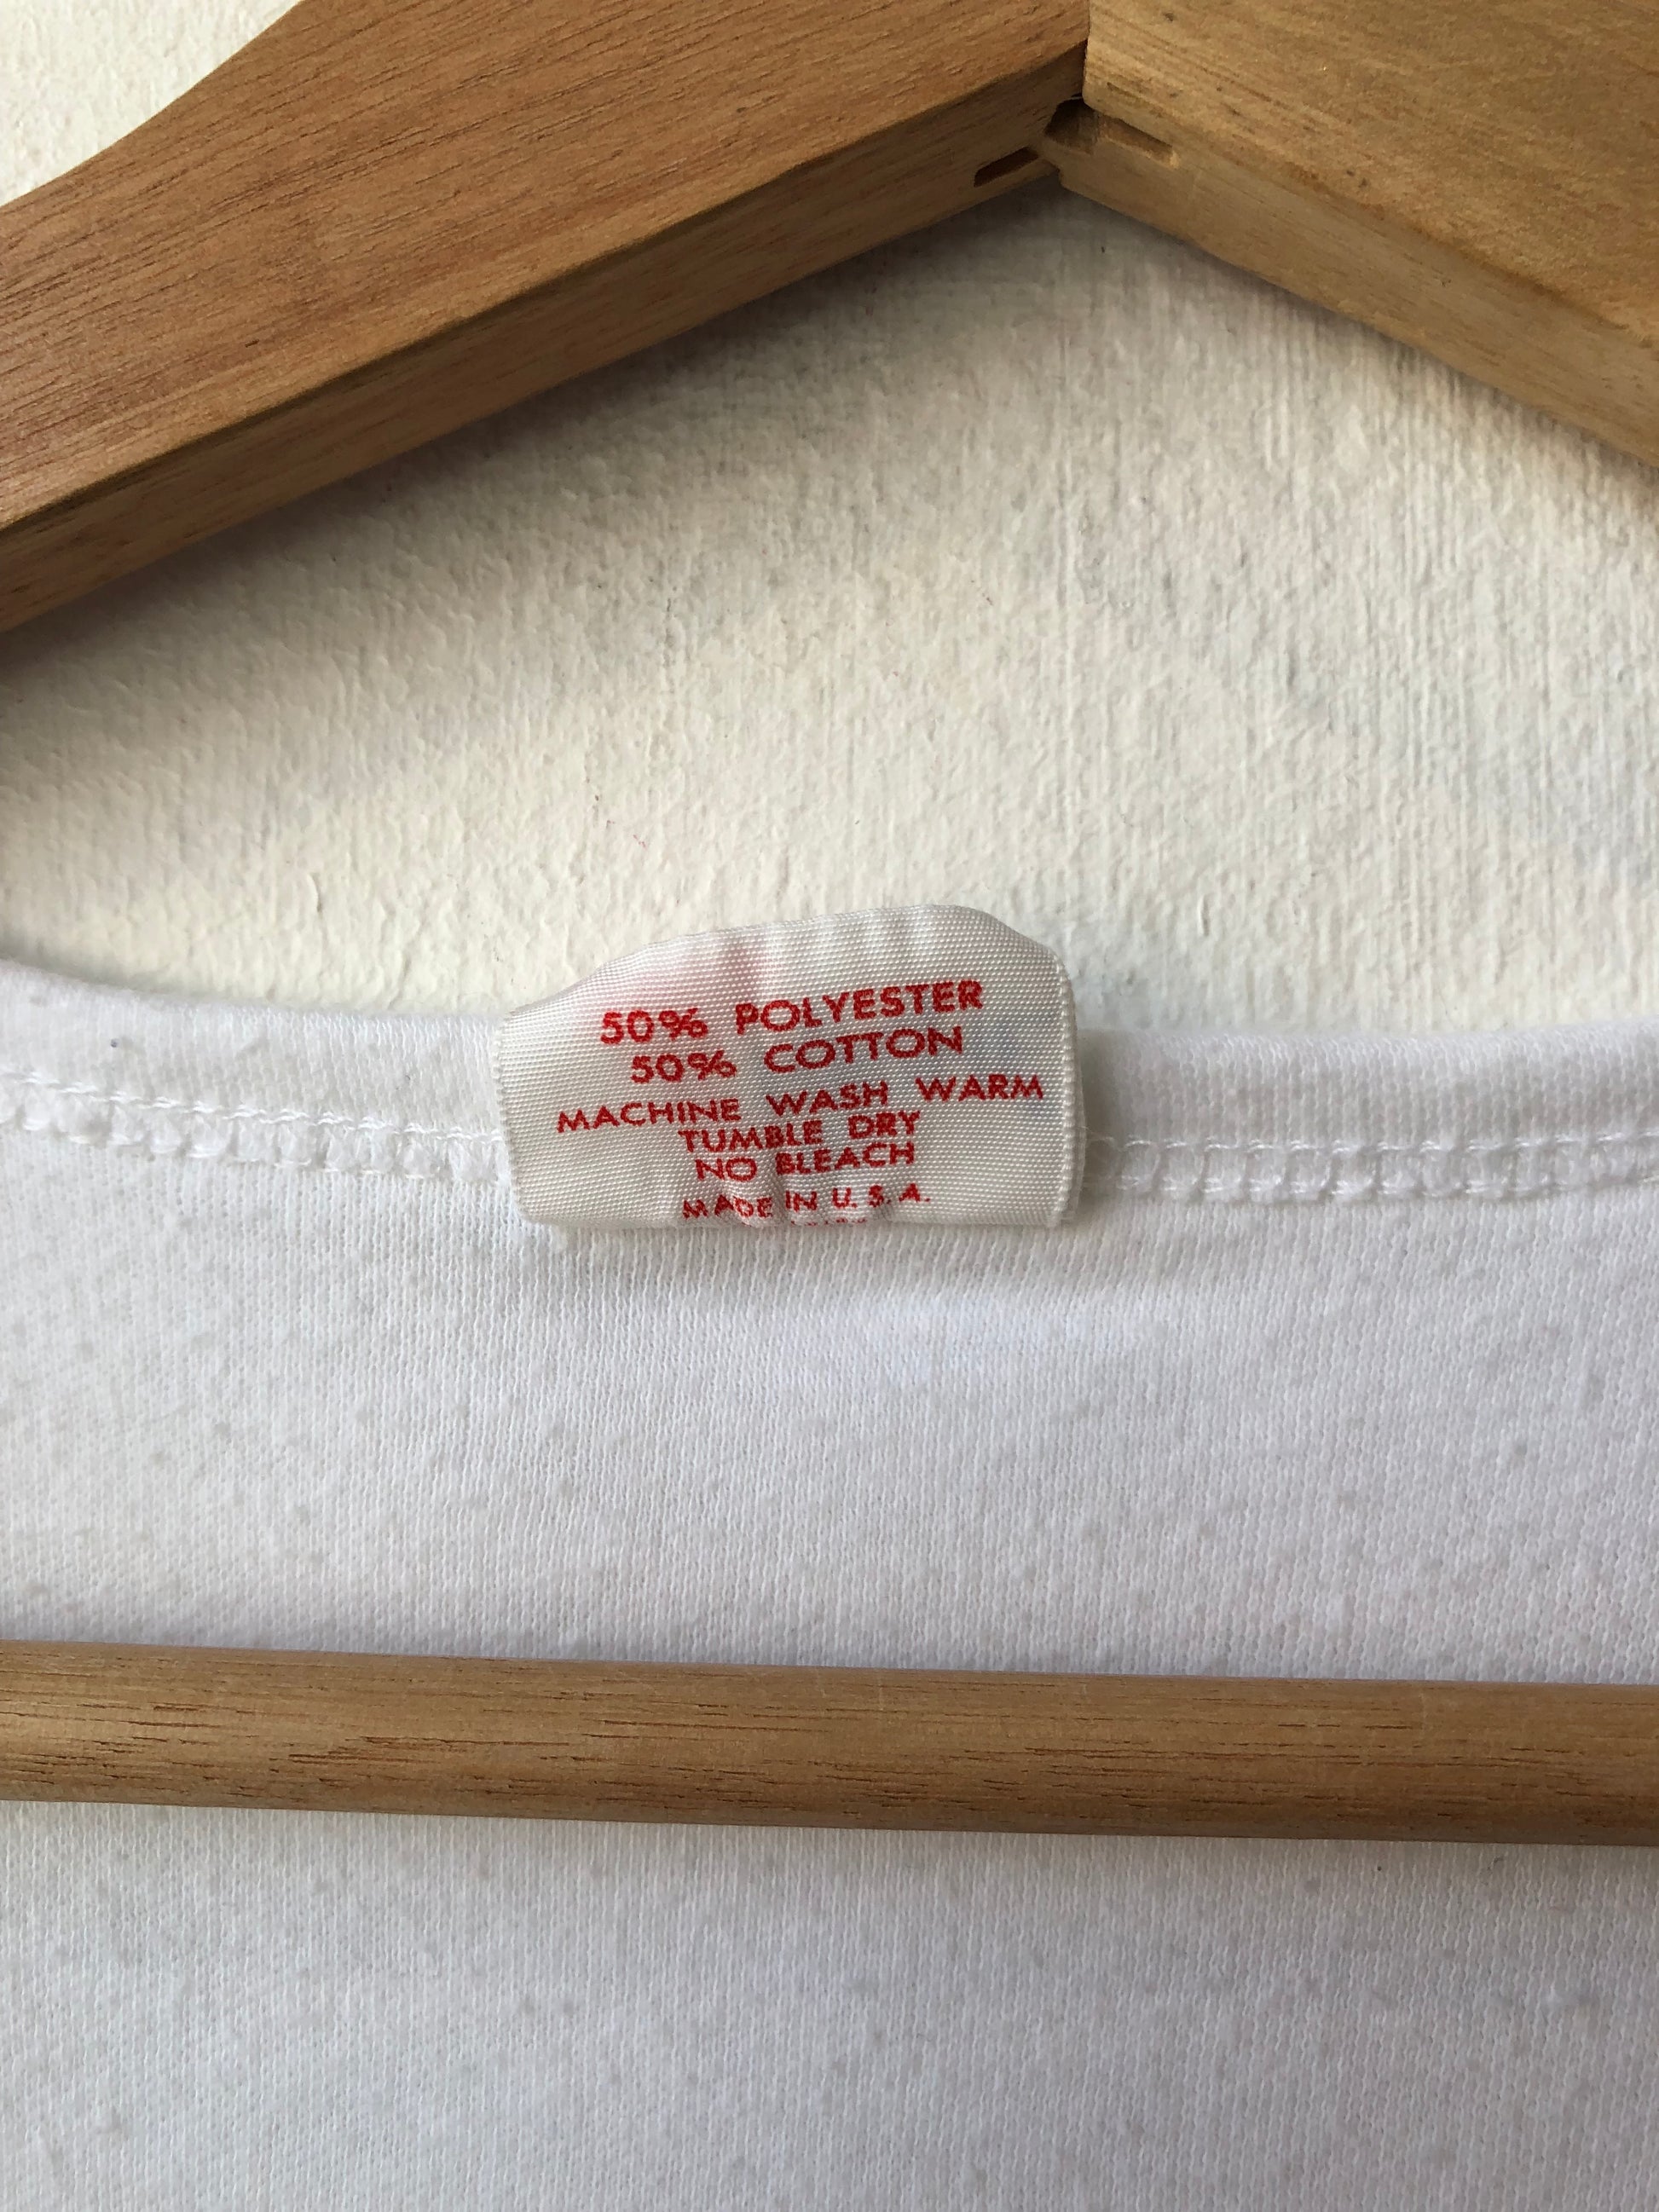 50% POLYESTER
50% COTTON
MACHINE WASH WARM
TUMBLE DRY
NO BLEACH
MADE IN U. S. A.